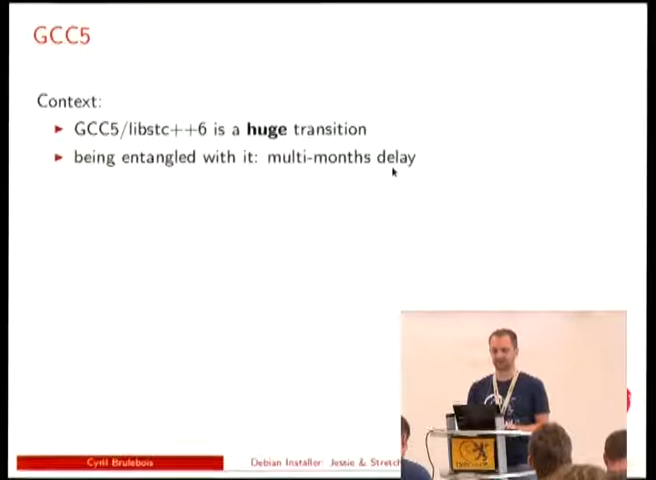 GCC5
Context:
GCC5/libstc++6 is a huge transition
being entangled with it: multi-months delay
Cyril Brulebois
Debian Installer: Jessie & Stretch